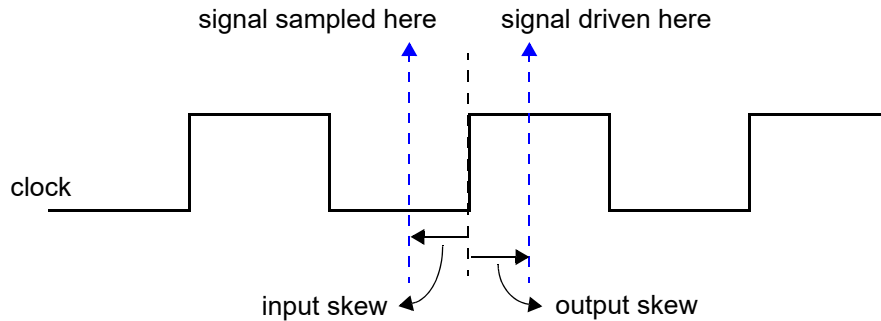 signal sampled here
signal driven here
clock
input skew
output skew